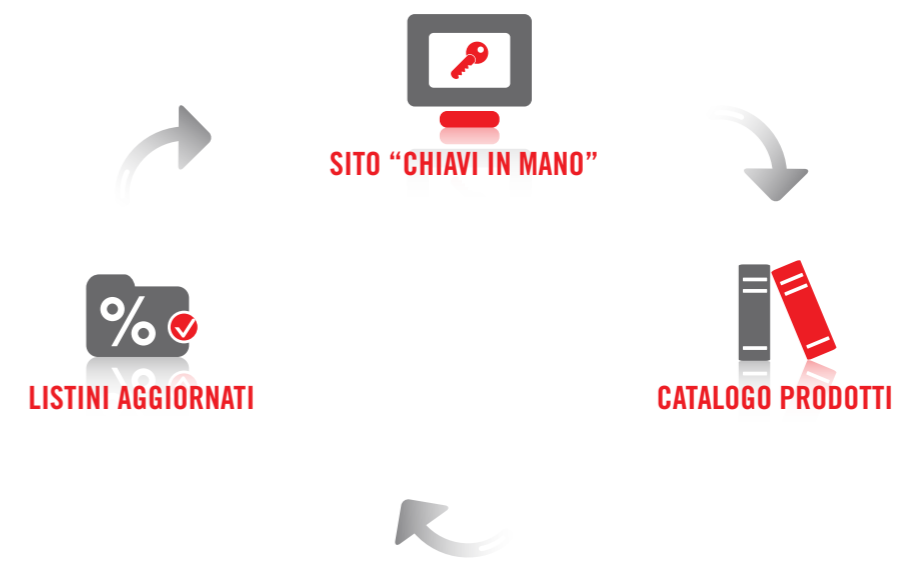 SITO “CHIAVI IN MANO”
LISTINI AGGIORNATI
CATALOGO PRODOTTI